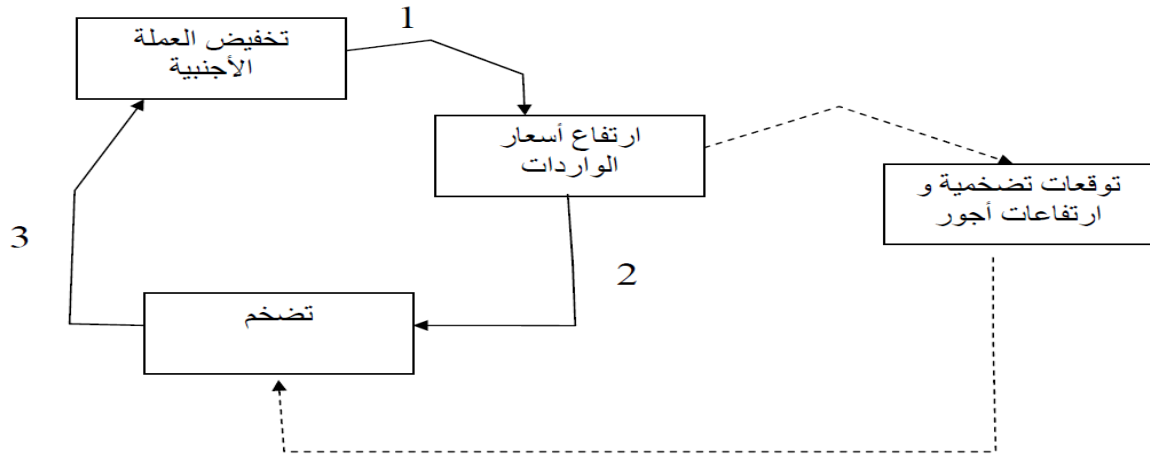 1
تخفيض العملة
الأجنبية
ارتفاع أسعار
الواردات
توقعات تضخمية و
ارتفاعات أجور
3
2
تضخم